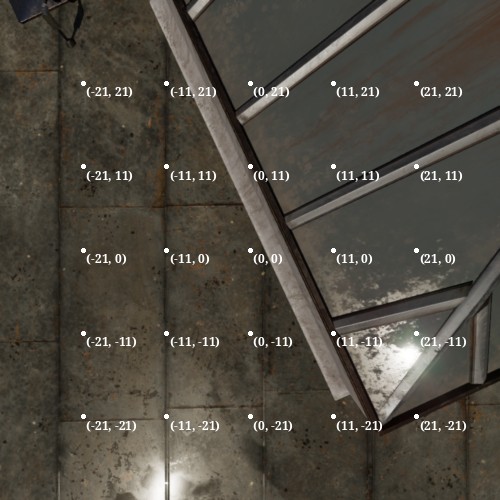 (-21, 21) (-11, 21) (0, 21) (11, 21) (21, 21)
(-21, 11) (-11, 11) (0, 11) (11, 11) (21, 11)
(-21, 0) (-11, 0) (0, 0) (11, 0) (21, 0)
(-21, -11) (-11, -11) (0, -11) (11, -11) (21, -11)
(-21, -21) (-11, -21) (0, -21) (11, -21) (21, -21)